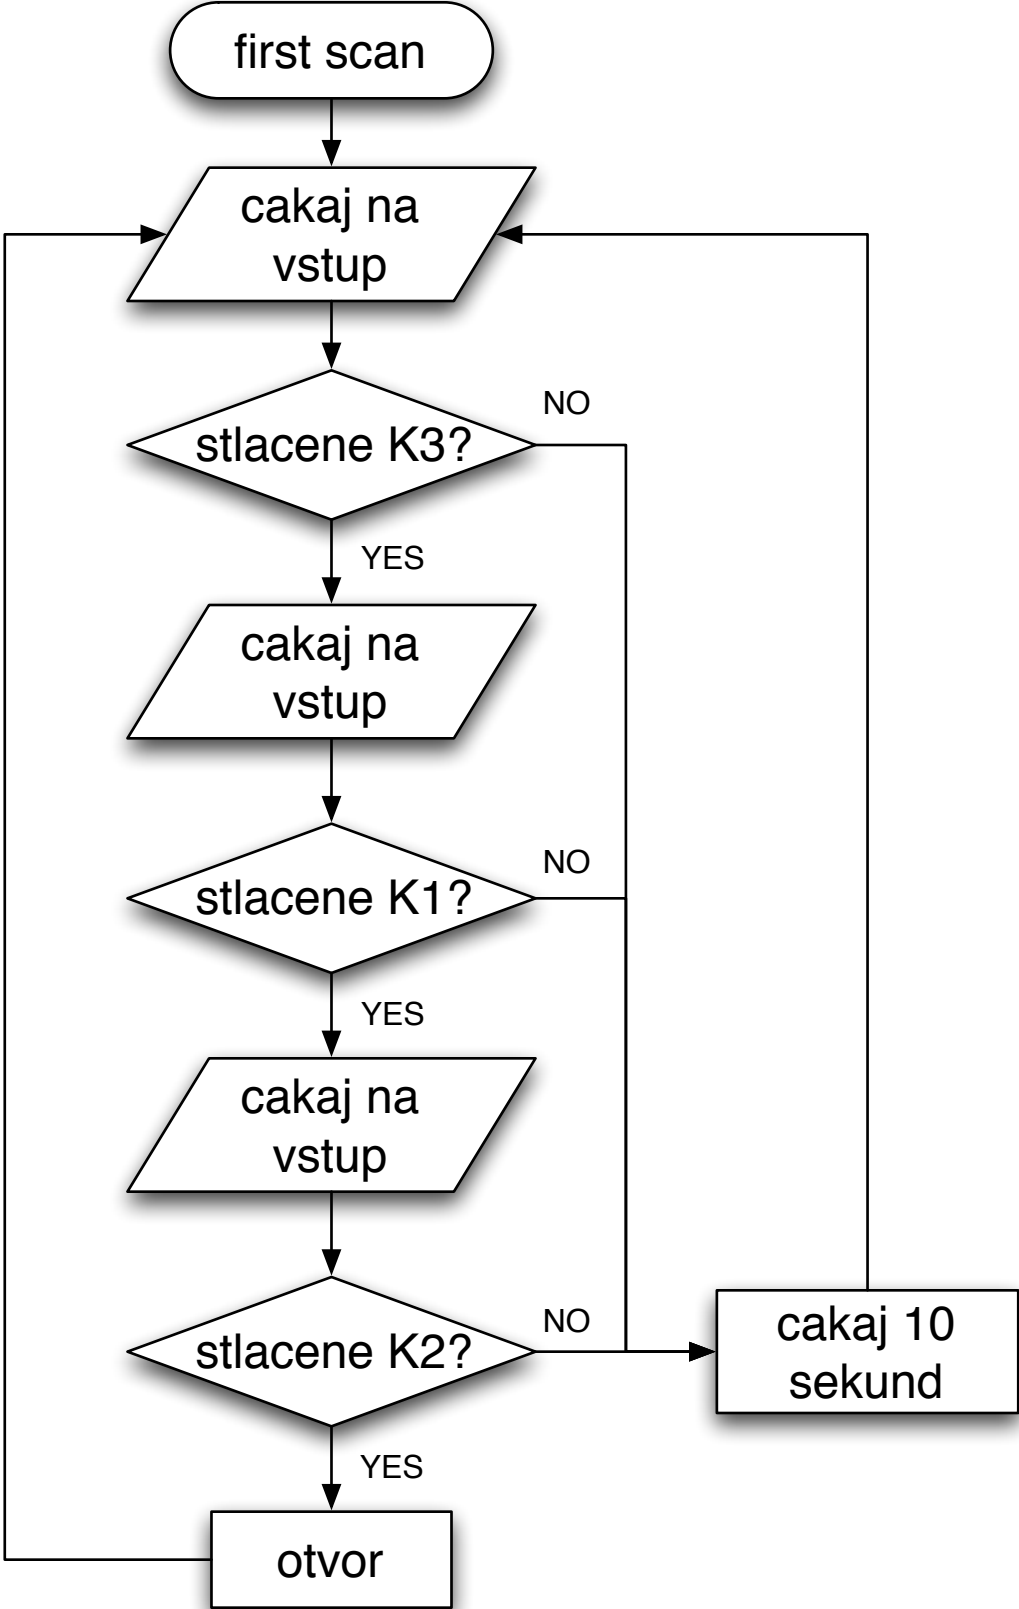 first scan
cakaj na
vstup
stlacene K3?
NO
YES
cakaj na
vstup
stlacene K1?
NO
YES
cakaj na
vstup
stlacene K2?
NO
cakaj 10
sekund
YES
otvor